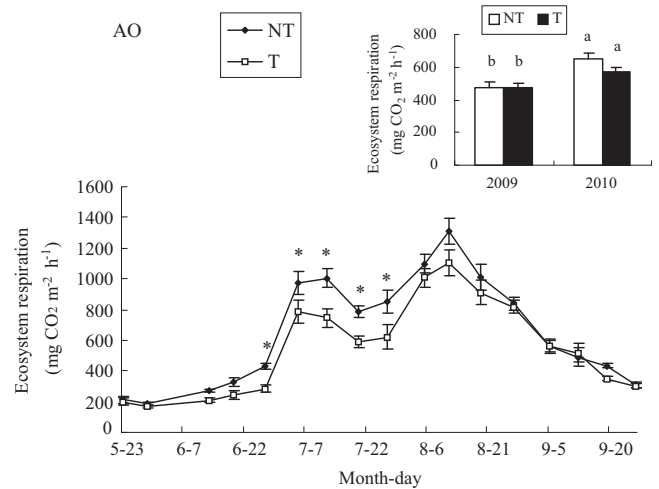 AO
NT
T
NT T
Ecosystem respiration
(mg CO2 m-2 h-1)
800
600
400
200
0
b b
a
a
2009 2010
Ecosystem respiration
(mg CO2 m-2 h-1)
1600
1400
1200
1000
800
600
400
200
0
* * * * *
5-23 6-7 6-22 7-7 7-22 8-6 8-21 9-5 9-20
Month-day